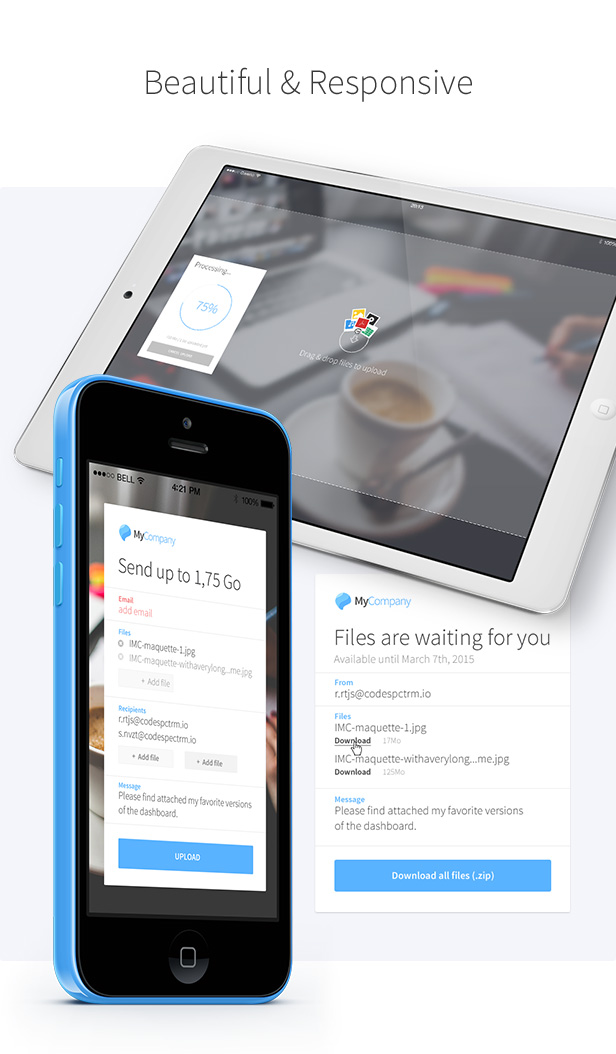 Beautiful & Responsive
20:15
100%
Processing...
75%
Drag & drop files to upload
BELL
4:21 PM
100%
MyCompany
Send up to 1,75 Go
Email
add email
Files
IMC-maquette-1.jpg
IMC-maquette-withaverylong...me.jpg
+ Add file
Recipients
r.rtjs@codespctrm.io
s.nvzt@codespectrm.io
+ Add file
+ Add file
Message
Please find attached my favorite versions
of the dashboard.
UPLOAD
MyCompany
Files are waiting for you
Available until March 7th, 2015
From
r.rtjs@codespctrm.io
Files
IMC-maquette-1.jpg
Download 17Mo
IMC-maquette-withaverylong...me.jpg
Download 125Mo
Message
Please find attached my favorite versions
of the dashboard.
Download all files (.zip)